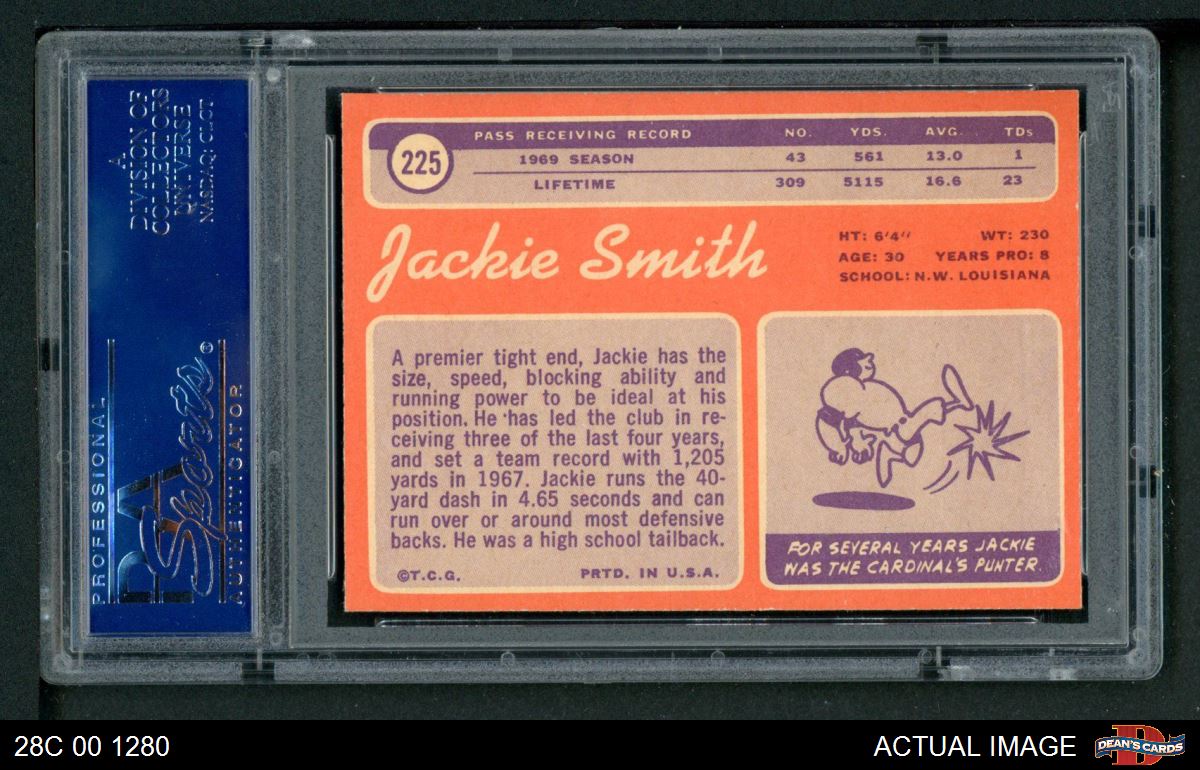 A
DIVISION OF
COLLECTORS
UNIVERSE
NASDAQ: CLCT
PROFESSIONAL
PSA
Sports®
AUTHENTICATOR
225
PASS RECEIVING RECORD NO. YDS. AVG. TDs
1969 SEASON 43 561 13.0 1
LIFETIME 309 5115 16.6 23
Jackie Smith
HT: 6'4" WT: 230
AGE: 30 YEARS PRO: 8
SCHOOL: N.W. LOUISIANA
A premier tight end, Jackie has the
size, speed, blocking ability and
running power to be ideal at his
position. He has led the club in re-
ceiving three of the last four years,
and set a team record with 1,205
yards in 1967. Jackie runs the 40-
yard dash in 4.65 seconds and can
run over or around most defensive
backs. He was a high school tailback.
©T.C.G. PRTD. IN U.S.A.
FOR SEVERAL YEARS JACKIE
WAS THE CARDINAL'S PUNTER.
28C 00 1280
ACTUAL IMAGE
D
DEAN'S CARDS